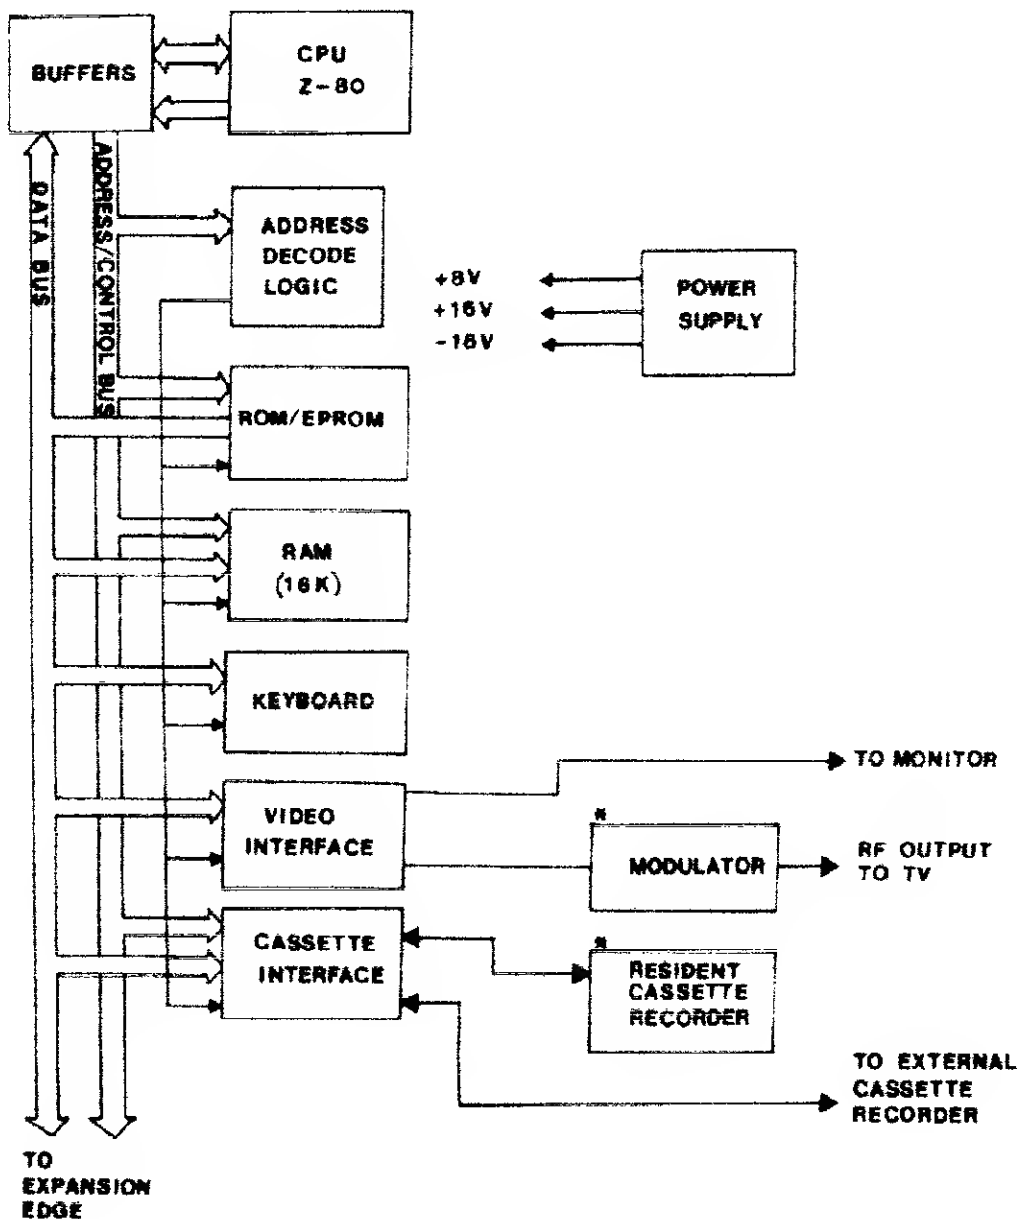 BUFFERS
CPU
Z-80
DATA BUS
ADDRESS/CONTROL BUS
ADDRESS
DECODE
LOGIC
+8V
+16V
-16V
POWER
SUPPLY
ROM/EPROM
RAM
(16K)
KEYBOARD
TO MONITOR
VIDEO
INTERFACE
*
MODULATOR
RF OUTPUT
TO TV
CASSETTE
INTERFACE
*
RESIDENT
CASSETTE
RECORDER
TO EXTERNAL
CASSETTE
RECORDER
TO
EXPANSION
EDGE